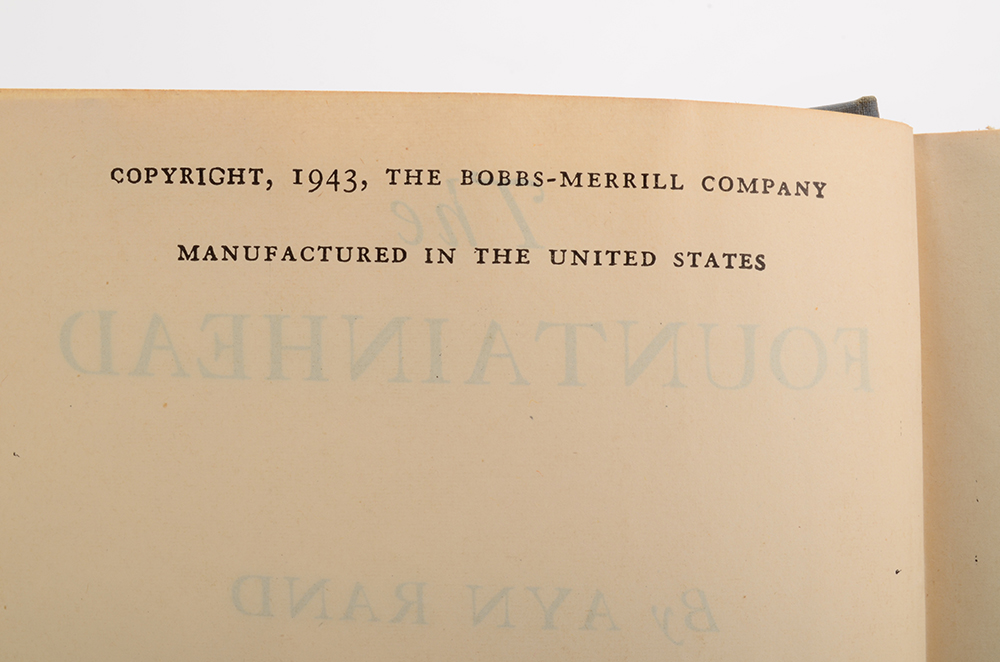 COPYRIGHT, 1943, THE BOBBS-MERRILL COMPANY
MANUFACTURED IN THE UNITED STATES
The
FOUNTAINHEAD
By AYN RAND